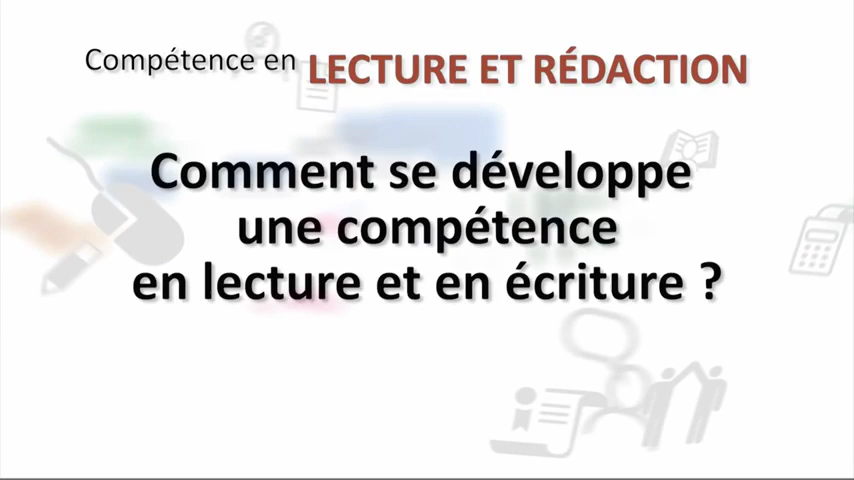 Compétence en LECTURE ET RÉDACTION
Comment se développe
une compétence
en lecture et en écriture ?